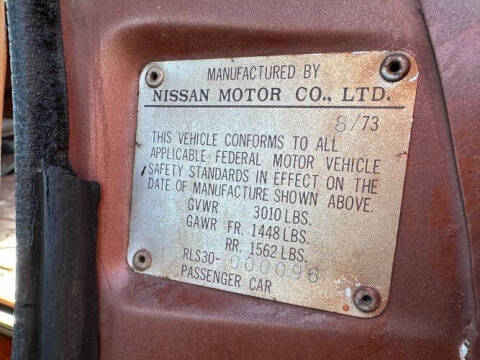 MANUFACTURED BY
NISSAN MOTOR CO., LTD.
8/73
THIS VEHICLE CONFORMS TO ALL
APPLICABLE FEDERAL MOTOR VEHICLE
SAFETY STANDARDS IN EFFECT ON THE
DATE OF MANUFACTURE SHOWN ABOVE.
GVWR 3010 LBS.
GAWR FR. 1448 LBS.
RR. 1562 LBS.
RLS30-000096
PASSENGER CAR